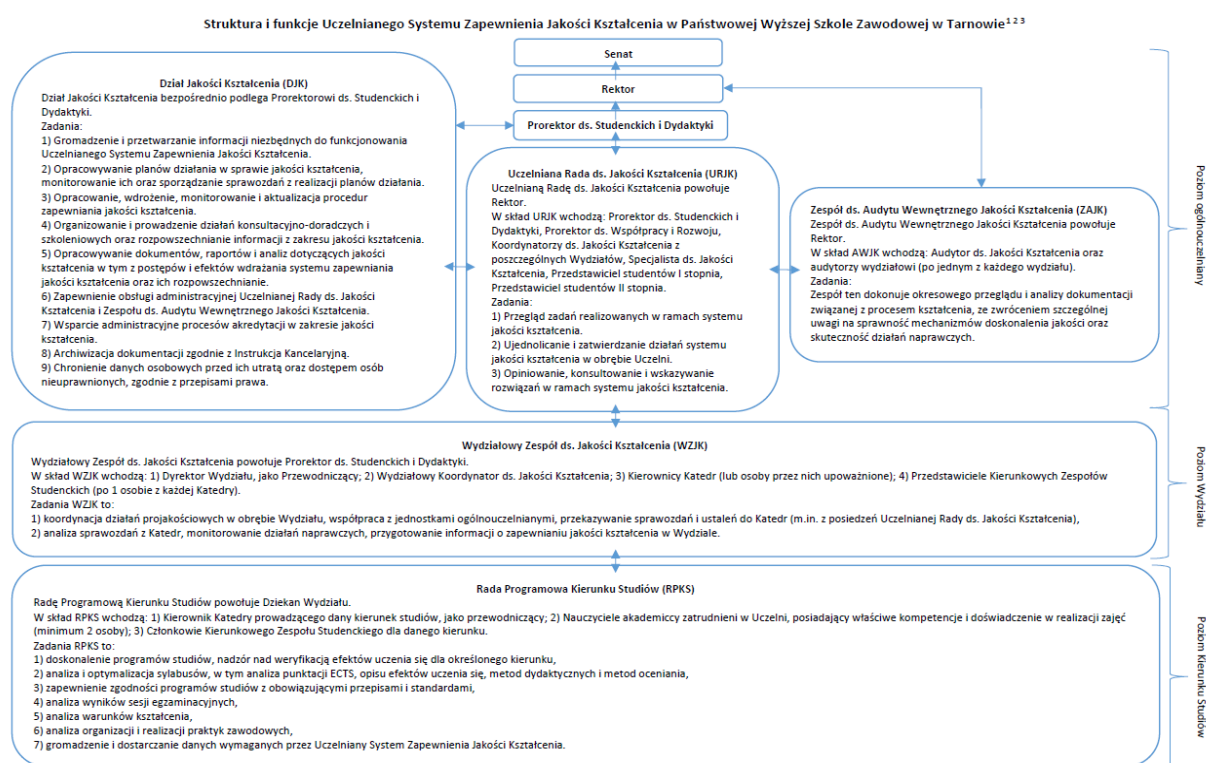 Struktura i funkcje Uczelnianego Systemu Zapewnienia Jakości Kształcenia w Państwowej Wyższej Szkole Zawodowej w Tarnowie¹ ² ³
Senat
Rektor
Prorektor ds. Studenckich i Dydaktyki
Dział Jakości Kształcenia (DJK)
Dział Jakości Kształcenia bezpośrednio podlega Prorektorowi ds. Studenckich i
Dydaktyki.
Zadania:
1) Gromadzenie i przetwarzanie informacji niezbędnych do funkcjonowania
Uczelnianego Systemu Zapewnienia Jakości Kształcenia.
2) Opracowywanie planów działania w sprawie jakości kształcenia,
monitorowanie ich oraz sporządzanie sprawozdań z realizacji planów działania.
3) Opracowanie, wdrożenie, monitorowanie i aktualizacja procedur
zapewniania jakości kształcenia.
4) Organizowanie i prowadzenie działań konsultacyjno-doradczych i
szkoleniowych oraz rozpowszechnianie informacji z zakresu jakości kształcenia.
5) Opracowywanie dokumentów, raportów i analiz dotyczących jakości
kształcenia w tym z postępów i efektów wdrażania systemu zapewniania
jakości kształcenia oraz ich rozpowszechnianie.
6) Zapewnienie obsługi administracyjnej Uczelnianej Rady ds. Jakości
Kształcenia i Zespołu ds. Audytu Wewnętrznego Jakości Kształcenia.
7) Wsparcie administracyjne procesów akredytacji w zakresie jakości
kształcenia.
8) Archiwizacja dokumentacji zgodnie z Instrukcja Kancelaryjną.
9) Chronienie danych osobowych przed ich utratą oraz dostępem osób
nieuprawnionych, zgodnie z przepisami prawa.
Uczelniana Rada ds. Jakości Kształcenia (URJK)
Uczelnianą Radę ds. Jakości Kształcenia powołuje
Rektor.
W skład URJK wchodzą: Prorektor ds. Studenckich i
Dydaktyki, Prorektor ds. Współpracy i Rozwoju,
Koordynatorzy ds. Jakości Kształcenia z
poszczególnych Wydziałów, Specjalista ds. Jakości
Kształcenia, Przedstawiciel studentów I stopnia,
Przedstawiciel studentów II stopnia.
Zadania:
1) Przegląd zadań realizowanych w ramach systemu
jakości kształcenia.
2) Ujednolicanie i zatwierdzanie działań systemu
jakości kształcenia w obrębie Uczelni.
3) Opiniowanie, konsultowanie i wskazywanie
rozwiązań w ramach systemu jakości kształcenia.
Zespół ds. Audytu Wewnętrznego Jakości Kształcenia (ZAJK)
Zespół ds. Audytu Wewnętrznego Jakości Kształcenia powołuje
Rektor.
W skład AWJK wchodzą: Audytor ds. Jakości Kształcenia oraz
audytorzy wydziałowi (po jednym z każdego wydziału).
Zadania:
Zespół ten dokonuje okresowego przeglądu i analizy dokumentacji
związanej z procesem kształcenia, ze zwróceniem szczególnej
uwagi na sprawność mechanizmów doskonalenia jakości oraz
skuteczność działań naprawczych.
Poziom ogólnouczelniany
Wydziałowy Zespół ds. Jakości Kształcenia (WZJK)
Wydziałowy Zespół ds. Jakości Kształcenia powołuje Prorektor ds. Studenckich i Dydaktyki.
W skład WZJK wchodzą: 1) Dyrektor Wydziału, jako Przewodniczący; 2) Wydziałowy Koordynator ds. Jakości Kształcenia; 3) Kierownicy Katedr (lub osoby przez nich upoważnione); 4) Przedstawiciele Kierunkowych Zespołów
Studenckich (po 1 osobie z każdej Katedry).
Zadania WZJK to:
1) koordynacja działań projakościowych w obrębie Wydziału, współpraca z jednostkami ogólnouczelnianymi, przekazywanie sprawozdań i ustaleń do Katedr (m.in. z posiedzeń Uczelnianej Rady ds. Jakości Kształcenia),
2) analiza sprawozdań z Katedr, monitorowanie działań naprawczych, przygotowanie informacji o zapewnianiu jakości kształcenia w Wydziale.
Poziom Wydziału
Rada Programowa Kierunku Studiów (RPKS)
Radę Programową Kierunku Studiów powołuje Dziekan Wydziału.
W skład RPKS wchodzą: 1) Kierownik Katedry prowadzącego dany kierunek studiów, jako przewodniczący; 2) Nauczyciele akademiccy zatrudnieni w Uczelni, posiadający właściwe kompetencje i doświadczenie w realizacji zajęć
(minimum 2 osoby); 3) Członkowie Kierunkowego Zespołu Studenckiego dla danego kierunku.
Zadania RPKS to:
1) doskonalenie programów studiów, nadzór nad weryfikacją efektów uczenia się dla określonego kierunku,
2) analiza i optymalizacja sylabusów, w tym analiza punktacji ECTS, opisu efektów uczenia się, metod dydaktycznych i metod oceniania,
3) zapewnienie zgodności programów studiów z obowiązującymi przepisami i standardami,
4) analiza wyników sesji egzaminacyjnych,
5) analiza warunków kształcenia,
6) analiza organizacji i realizacji praktyk zawodowych,
7) gromadzenie i dostarczanie danych wymaganych przez Uczelniany System Zapewnienia Jakości Kształcenia.
Poziom Kierunku Studiów